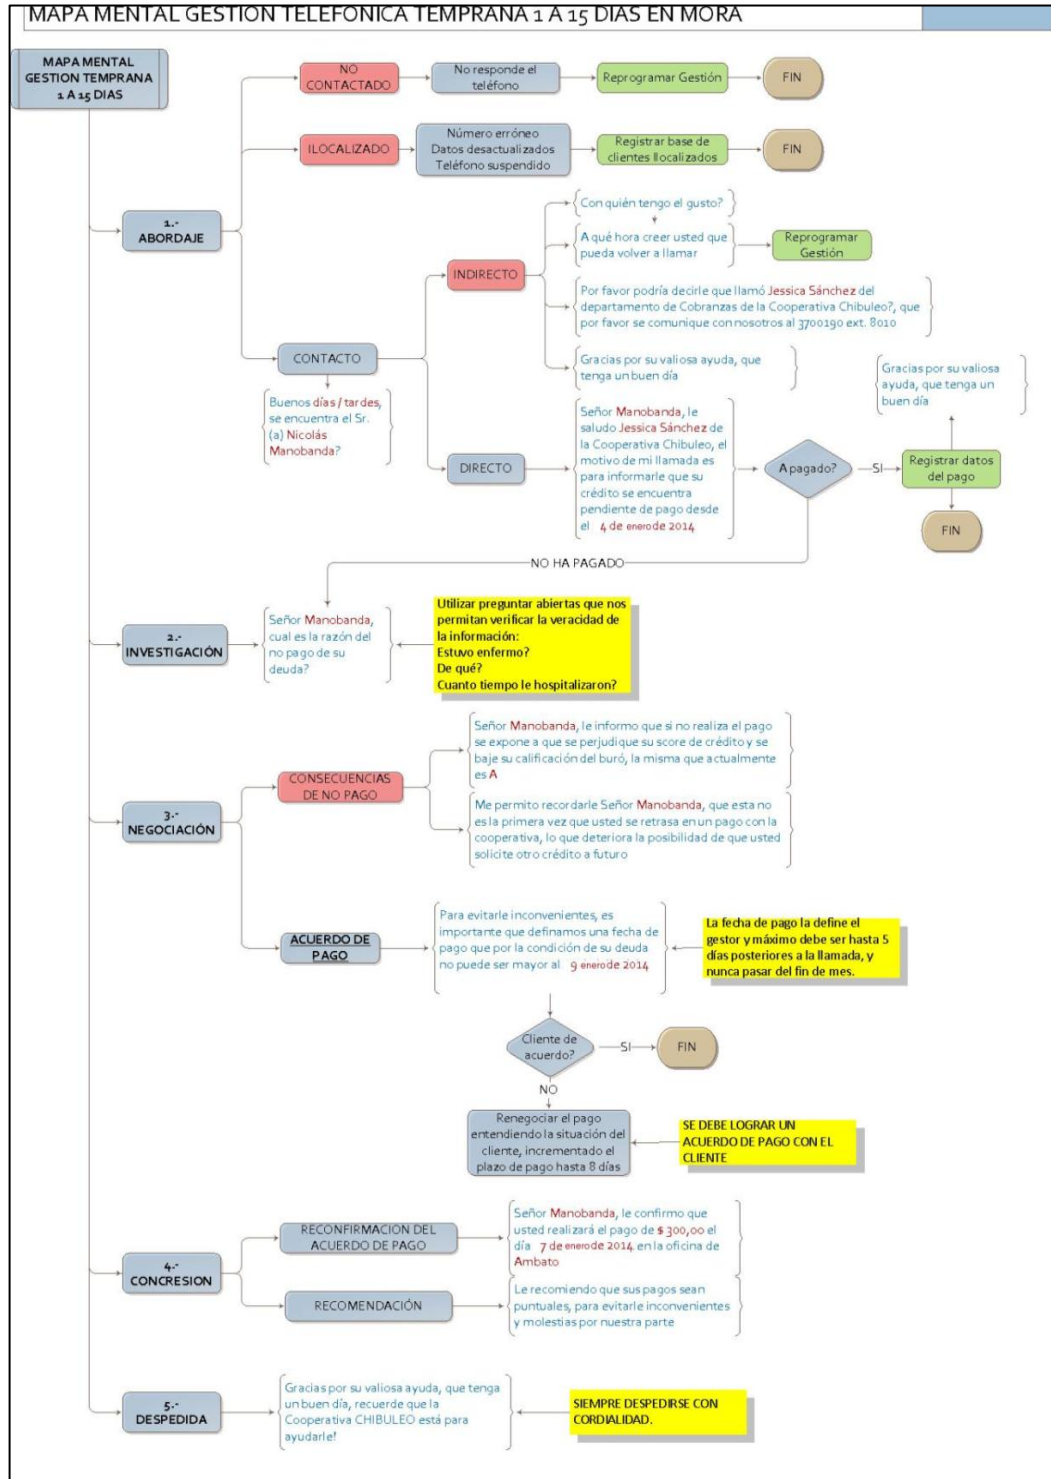 MAPA MENTAL GESTION TELEFONICA TEMPRANA 1 A 15 DIAS EN MORA
MAPA MENTAL
GESTION TEMPRANA
1 A 15 DIAS
NO
CONTACTADO
No responde el
teléfono
Reprogramar Gestión
FIN
ILOCALIZADO
Número erróneo
Datos desactualizados
Teléfono suspendido
Registrar base de
clientes Ilocalizados
FIN
1.-
ABORDAJE
Con quién tengo el gusto?
A qué hora creer usted que
pueda volver a llamar
Reprogramar
Gestión
INDIRECTO
Por favor podría decirle que llamó Jessica Sánchez del
departamento de Cobranzas de la Cooperativa Chibuleo?, que
por favor se comunique con nosotros al 3700190 ext. 8010
Gracias por su valiosa ayuda, que
tenga un buen día
CONTACTO
Buenos días / tardes,
se encuentra el Sr.
(a) Nicolás
Manobanda?
DIRECTO
Señor Manobanda, le
saludo Jessica Sánchez de
la Cooperativa Chibuleo, el
motivo de mi llamada es
para informarle que su
crédito se encuentra
pendiente de pago desde
el 4 de enero de 2014
A pagado?
SI
Registrar datos
del pago
Gracias por su valiosa
ayuda, que tenga un
buen día
FIN
NO HA PAGADO
2.-
INVESTIGACIÓN
Señor Manobanda,
cual es la razón del
no pago de su
deuda?
Utilizar preguntar abiertas que nos
permitan verificar la veracidad de
la información:
Estuvo enfermo?
De qué?
Cuanto tiempo le hospitalizaron?
3.-
NEGOCIACIÓN
CONSECUENCIAS
DE NO PAGO
Señor Manobanda, le informo que si no realiza el pago
se expone a que se perjudique su score de crédito y se
baje su calificación del buró, la misma que actualmente
es A
Me permito recordarle Señor Manobanda, que esta no
es la primera vez que usted se retrasa en un pago con la
cooperativa, lo que deteriora la posibilidad de que usted
solicite otro crédito a futuro
ACUERDO DE
PAGO
Para evitarle inconvenientes, es
importante que definamos una fecha de
pago que por la condición de su deuda
no puede ser mayor al 9 enero de 2014
La fecha de pago la define el
gestor y máximo debe ser hasta 5
días posteriores a la llamada, y
nunca pasar del fin de mes.
Cliente de
acuerdo?
SI
FIN
NO
Renegociar el pago
entendiendo la situación del
cliente, incrementado el
plazo de pago hasta 8 días
SE DEBE LOGRAR UN
ACUERDO DE PAGO CON EL
CLIENTE
4.-
CONCRESION
RECONFIRMACION DEL
ACUERDO DE PAGO
Señor Manobanda, le confirmo que
usted realizará el pago de $ 300,00 el
día 7 de enero de 2014 en la oficina de
Ambato
RECOMENDACIÓN
Le recomiendo que sus pagos sean
puntuales, para evitarle inconvenientes
y molestias por nuestra parte
5.-
DESPEDIDA
Gracias por su valiosa ayuda, que tenga
un buen día, recuerde que la
Cooperativa CHIBULEO está para
ayudarle!
SIEMPRE DESPEDIRSE CON
CORDIALIDAD.